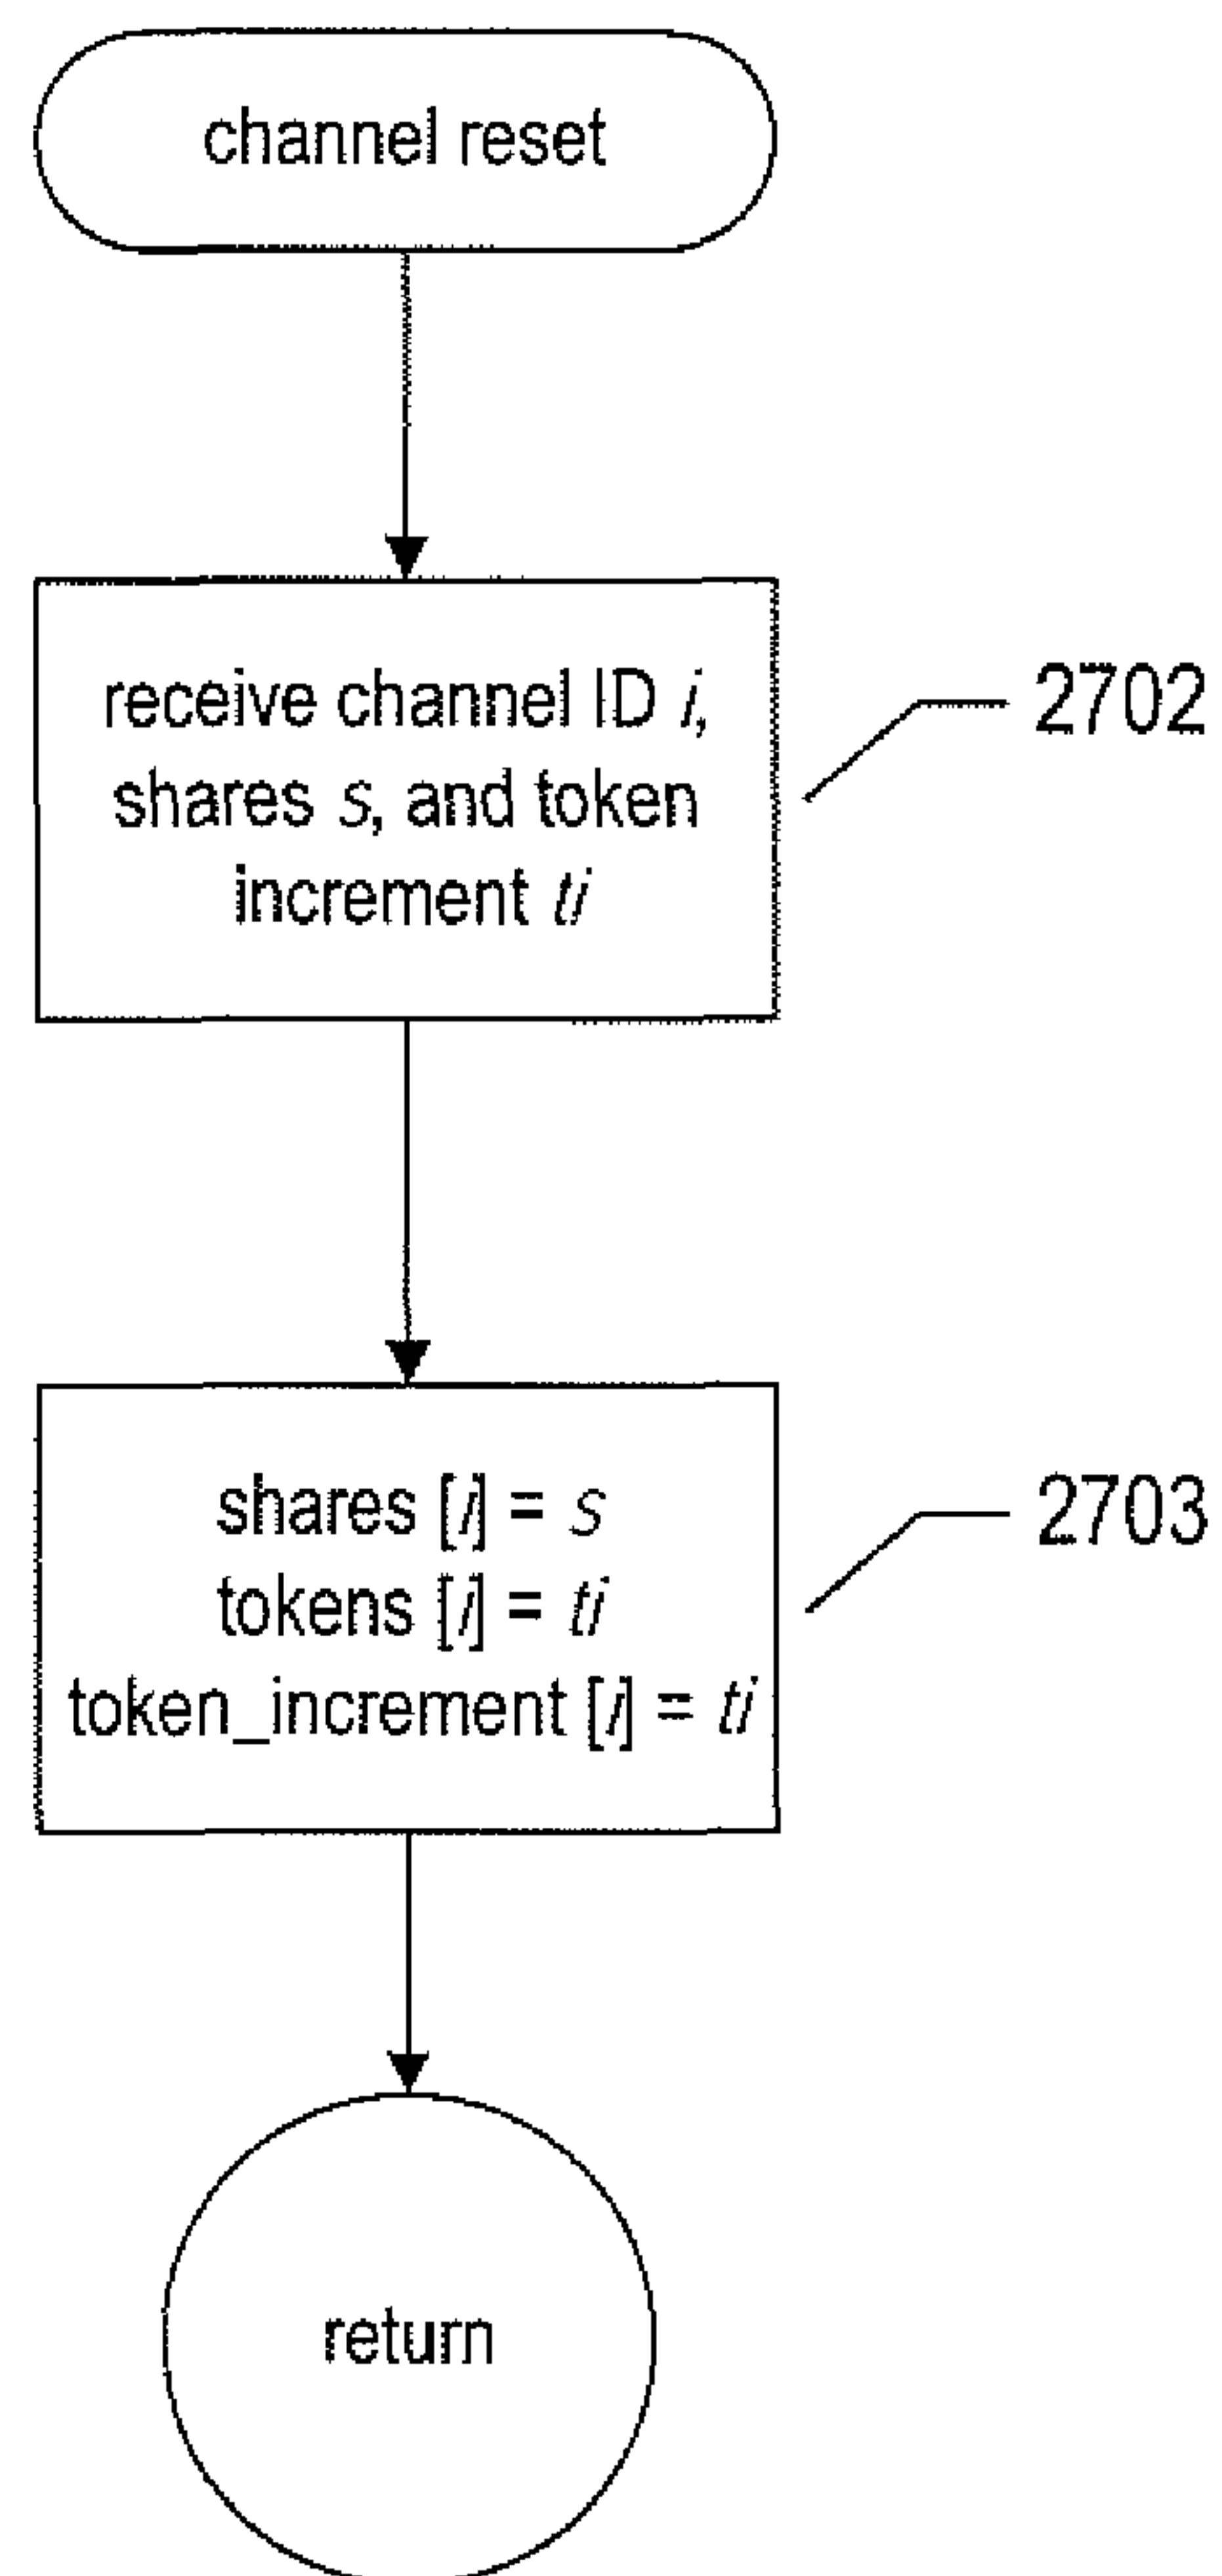 channel reset
receive channel ID i,
shares s, and token
increment ti
2702
shares [i] = s
tokens [i] = ti
token_increment [i] = ti
2703
return